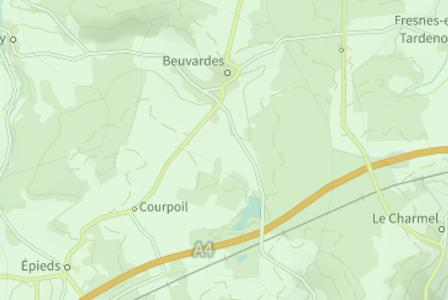 Fresnes-e
Tardeno
y
Beuvardes
Courpoil
Le Charmel
A4
Épieds